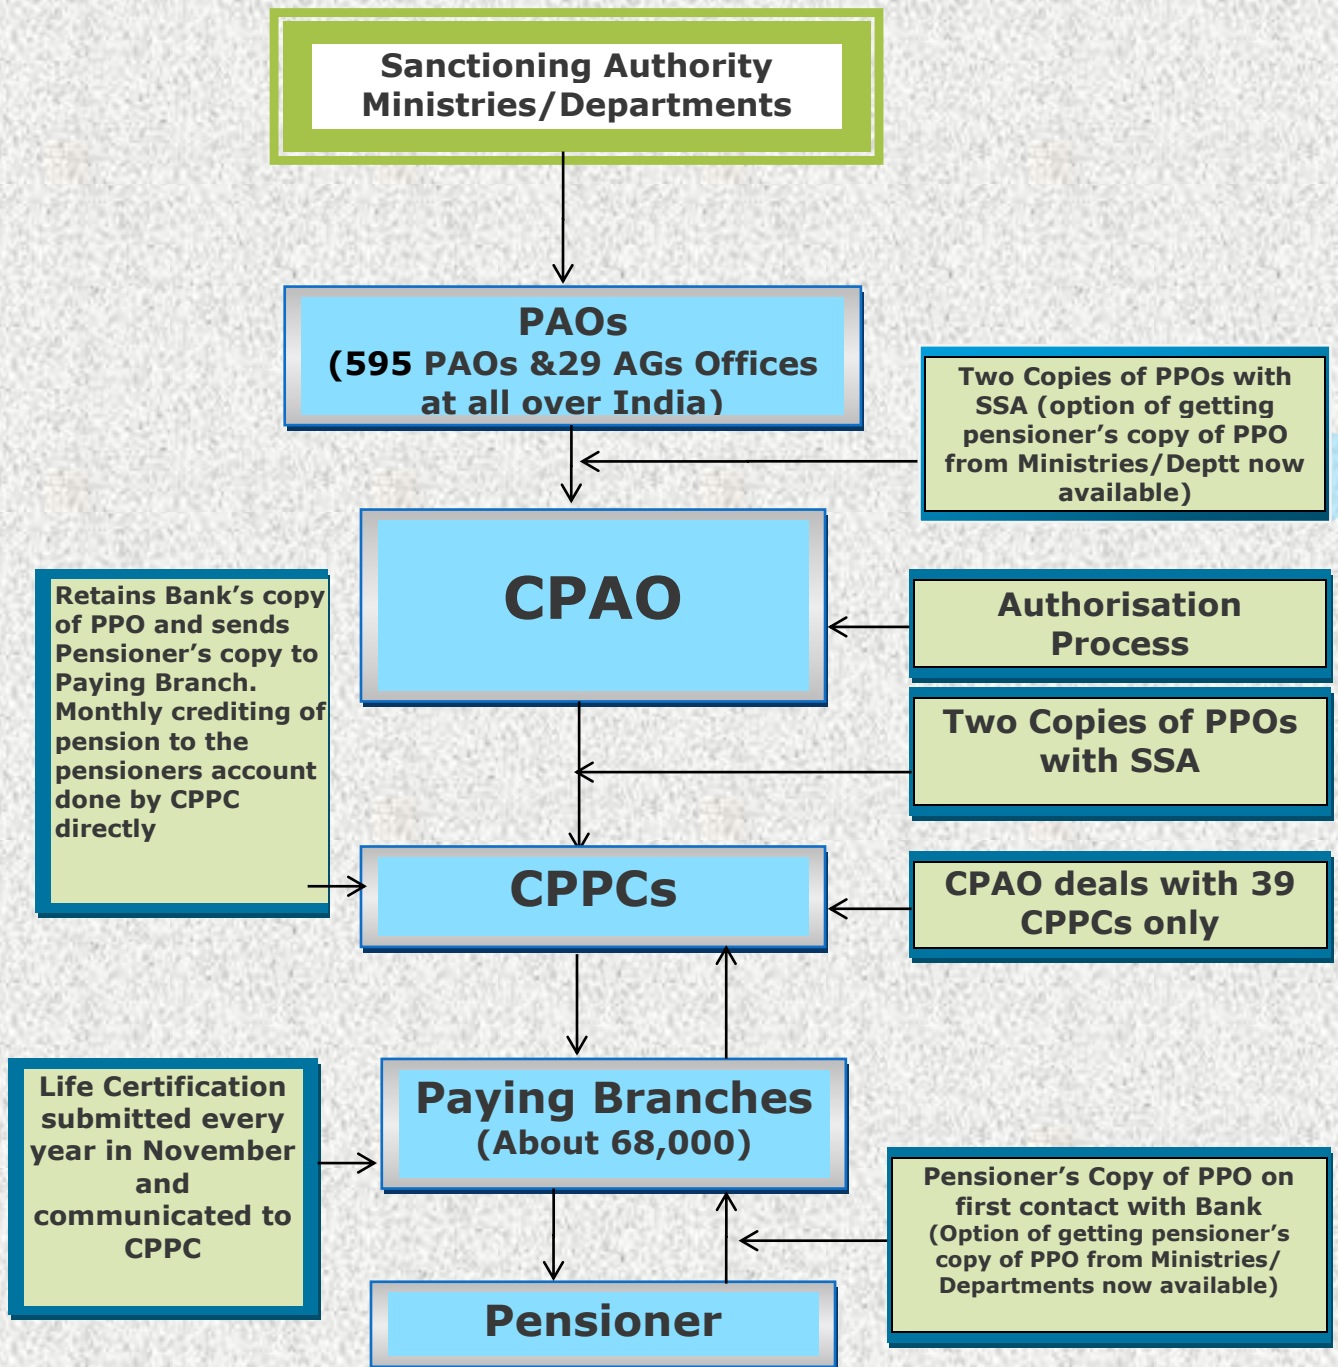 Sanctioning Authority
Ministries/Departments
PAOs
(595 PAOs &29 AGs Offices
at all over India)
Two Copies of PPOs with
SSA (option of getting
pensioner’s copy of PPO
from Ministries/Deptt now
available)
CPAO
Authorisation
Process
Retains Bank’s copy
of PPO and sends
Pensioner’s copy to
Paying Branch.
Monthly crediting of
pension to the
pensioners account
done by CPPC
directly
Two Copies of PPOs
with SSA
CPPCs
CPAO deals with 39
CPPCs only
Paying Branches
(About 68,000)
Life Certification
submitted every
year in November
and
communicated to
CPPC
Pensioner’s Copy of PPO on
first contact with Bank
(Option of getting pensioner’s
copy of PPO from Ministries/
Departments now available)
Pensioner